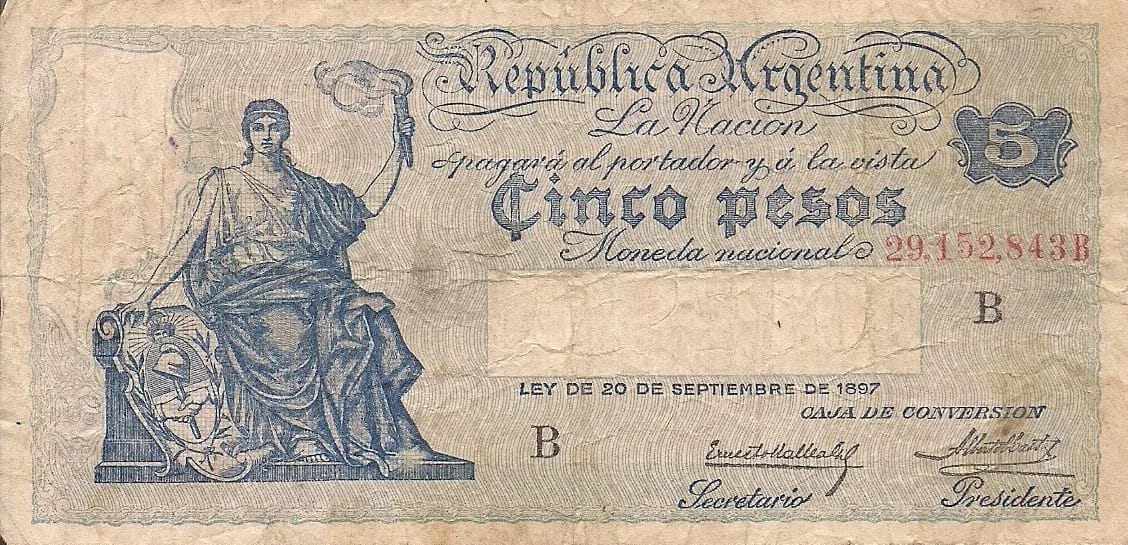 República Argentina
La Nación
pagará al portador y á la vista
5
Cinco pesos
Moneda nacional
29.152,843B
B
LEY DE 20 DE SEPTIEMBRE DE 1897
CAJA DE CONVERSION
B
Secretario
Presidente